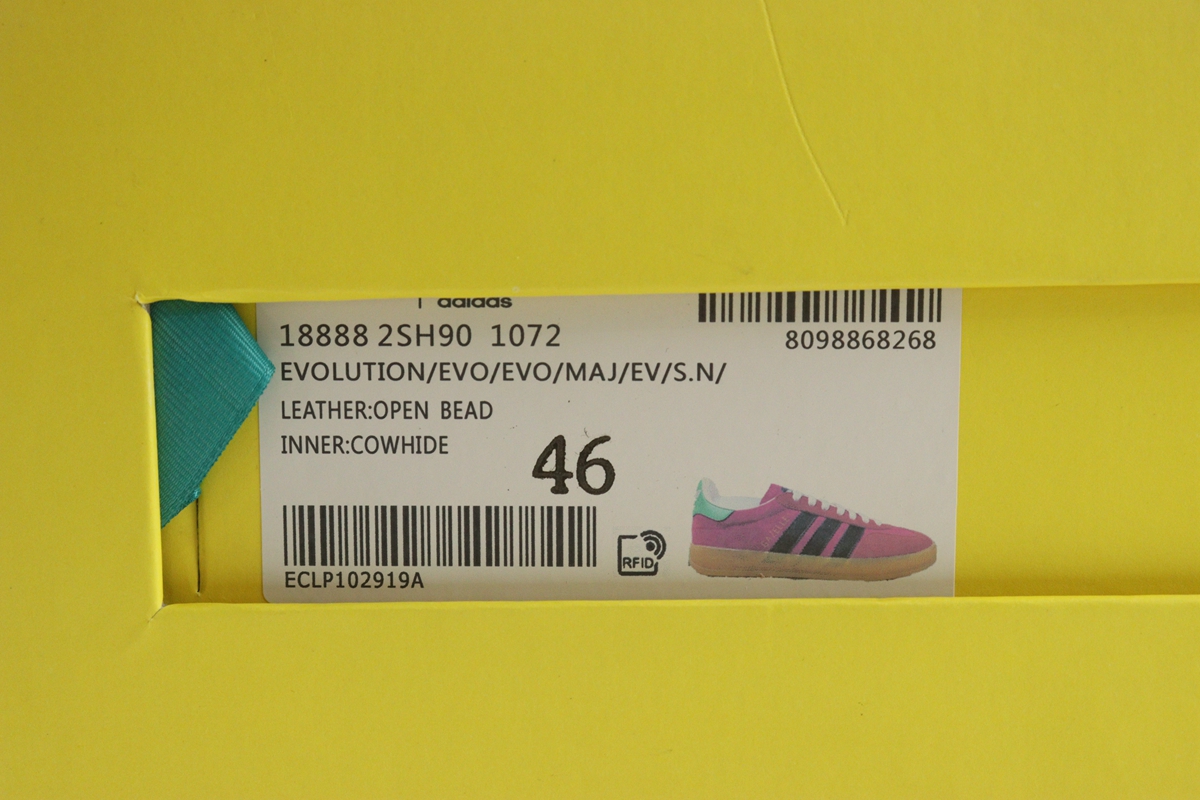 | adidas
18888 2SH90 1072
8098868268
EVOLUTION/EVO/EVO/MAJ/EV/S.N/
LEATHER:OPEN BEAD
INNER:COWHIDE
46
RFID
ECLP102919A